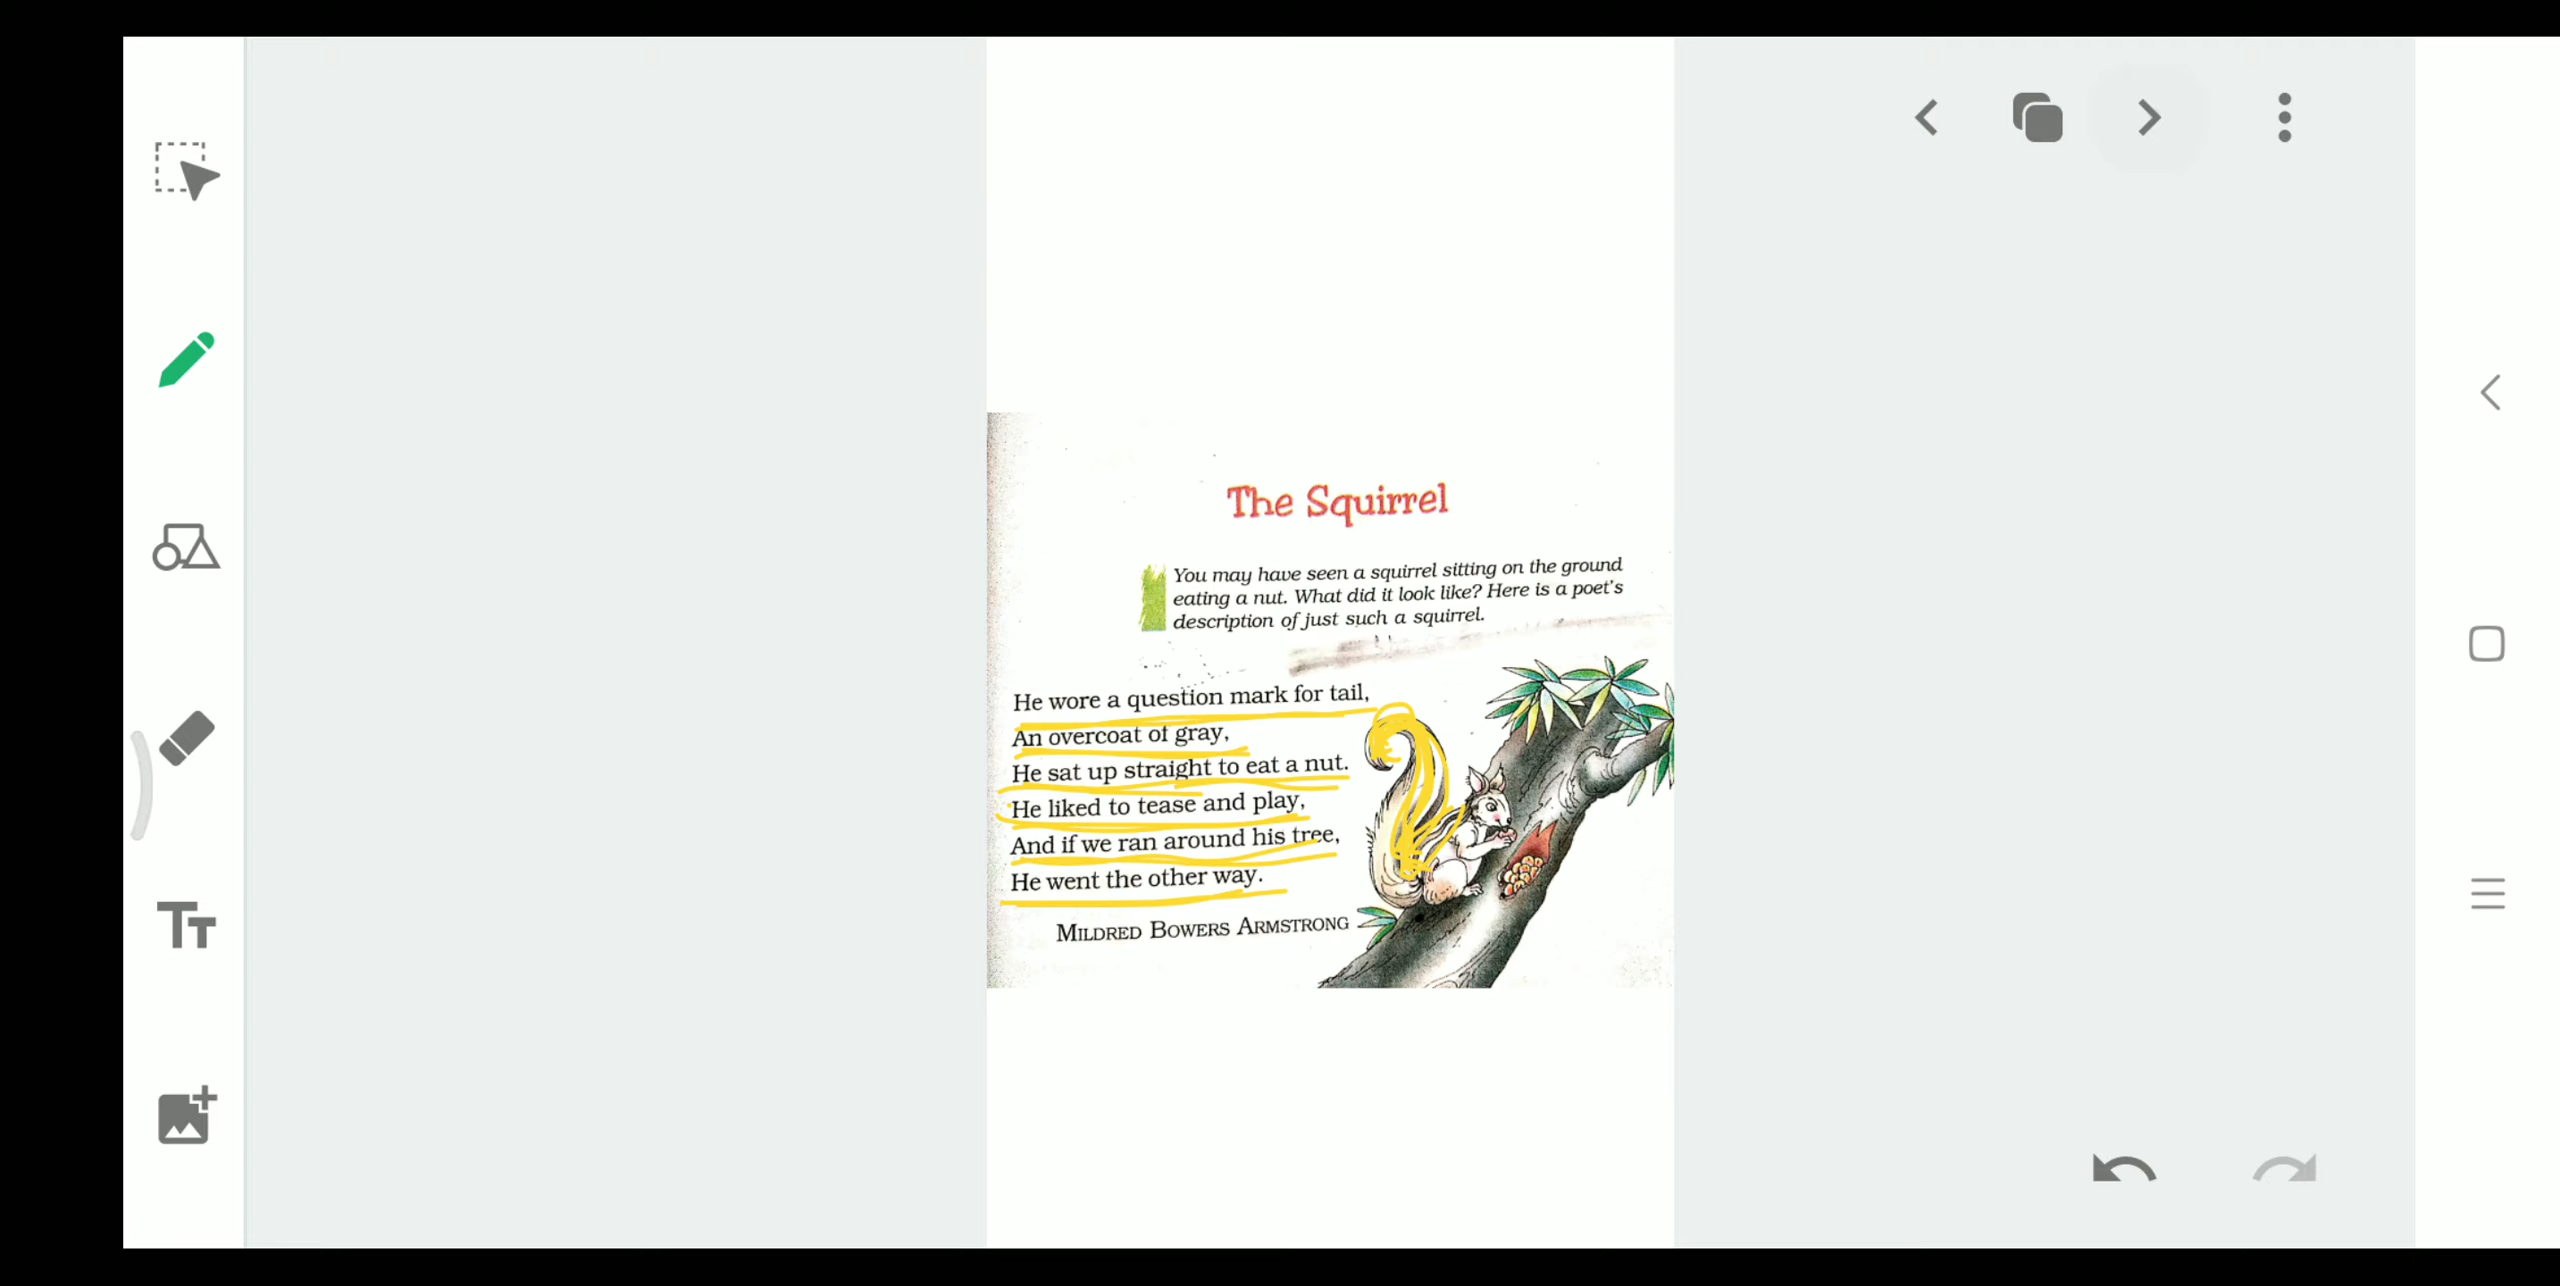 The Squirrel
You may have seen a squirrel sitting on the ground
eating a nut. What did it look like? Here is a poet's
description of just such a squirrel.
He wore a question mark for tail,
An overcoat of gray,
He sat up straight to eat a nut.
He liked to tease and play,
And if we ran around his tree,
He went the other way.
MILDRED BOWERS ARMSTRONG
TT